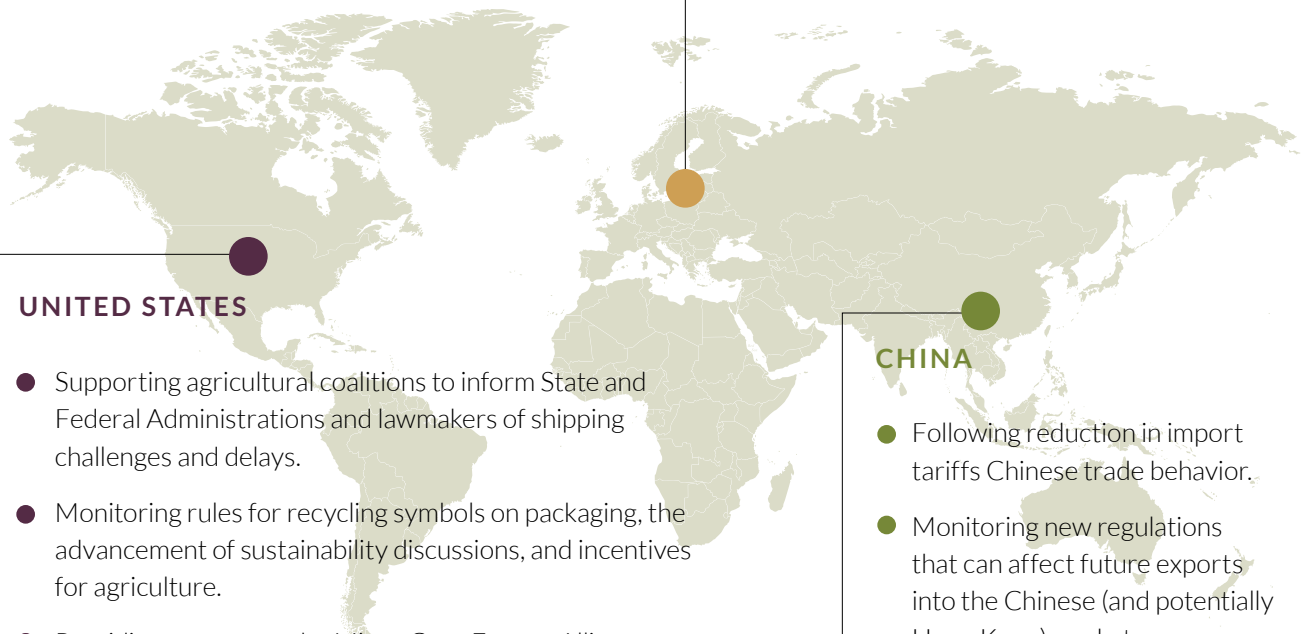 UNITED STATES
Supporting agricultural coalitions to inform State and
Federal Administrations and lawmakers of shipping
challenges and delays.
Monitoring rules for recycling symbols on packaging, the
advancement of sustainability discussions, and incentives
for agriculture.
CHINA
Following reduction in import
tariffs Chinese trade behavior.
Monitoring new regulations
that can affect future exports
into the Chinese (and potentially